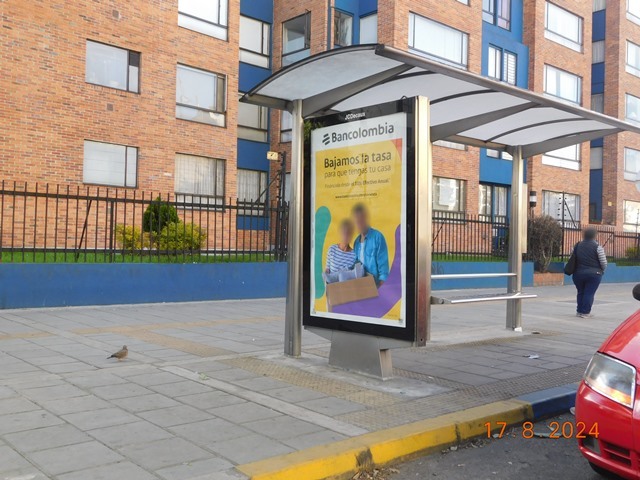 JCDecaux
Bancolombia
Bajamos la tasa
para que tengas tu casa
17 8 2024